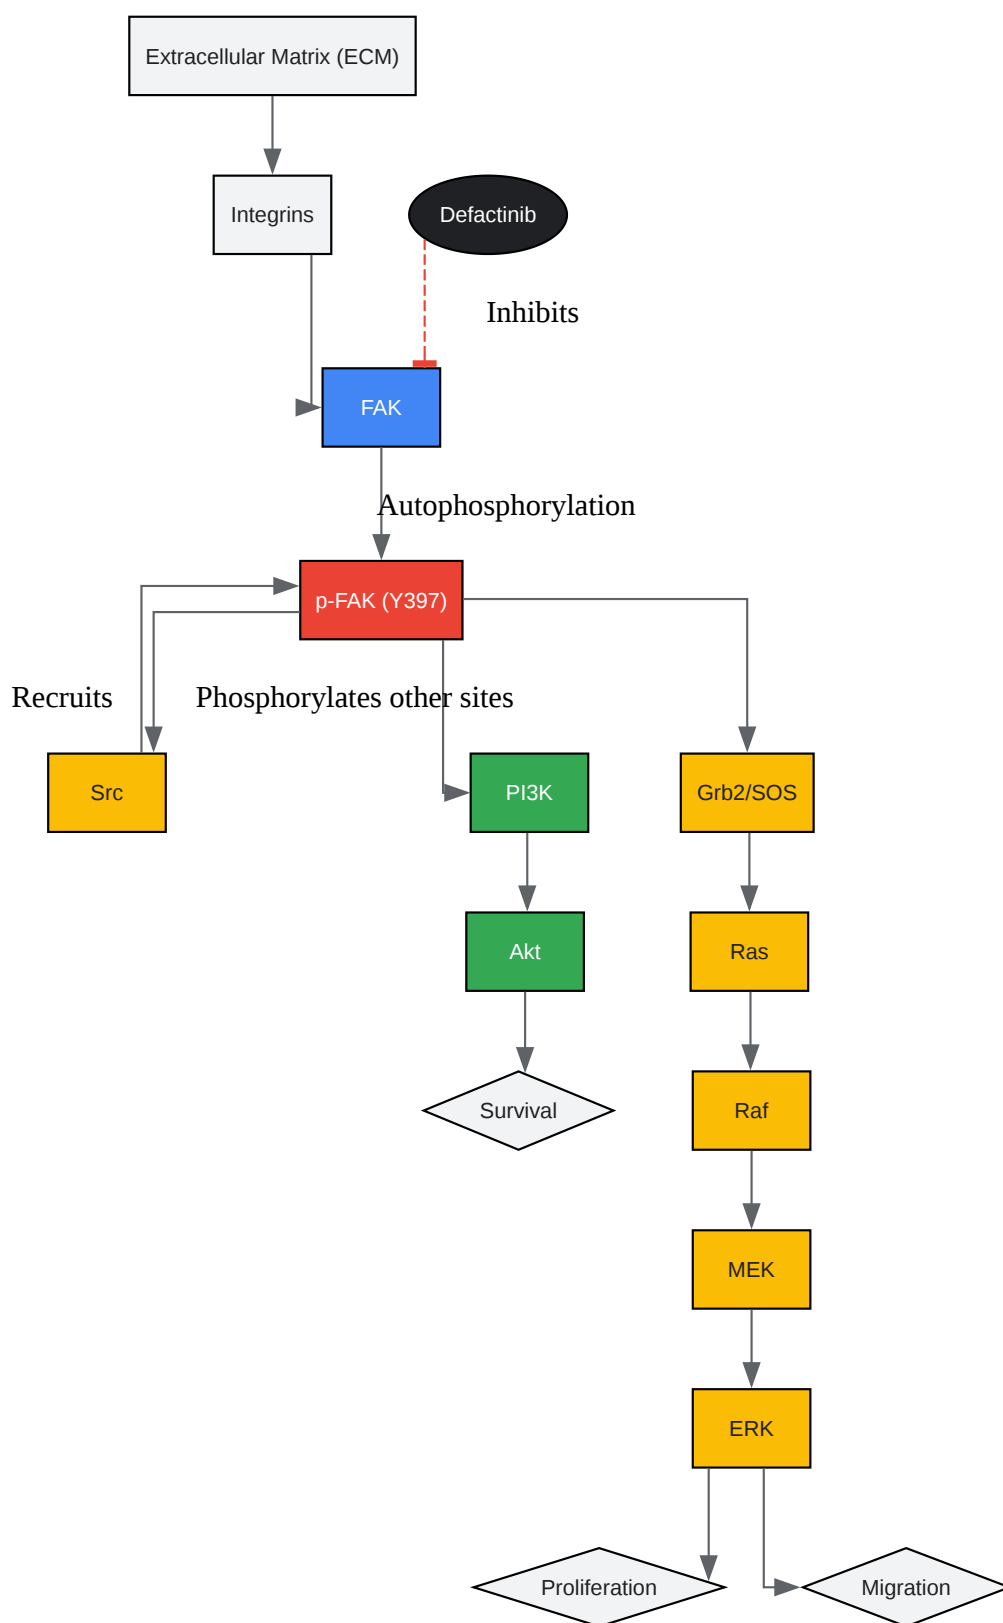 Extracellular Matrix (ECM)
Integrins
Defactinib
Inhibits
FAK
Autophosphorylation
p-FAK (Y397)
Recruits
Phosphorylates other sites
Src
PI3K
Grb2/SOS
Akt
Ras
Survival
Raf
MEK
ERK
Proliferation
Migration